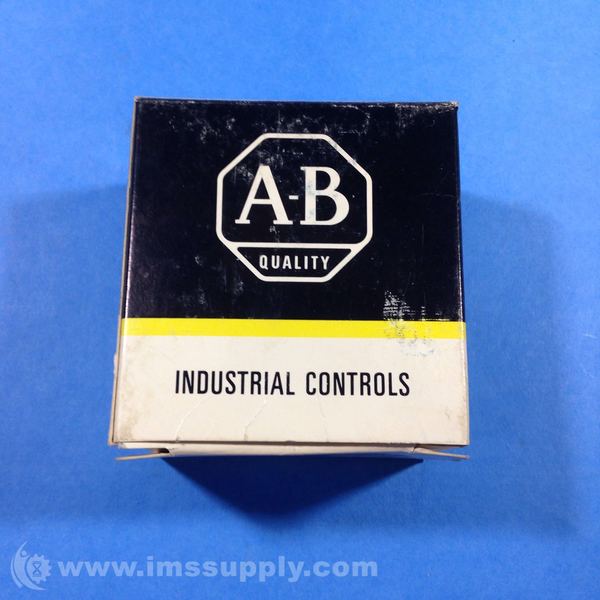 A-B
QUALITY
INDUSTRIAL CONTROLS
www.imssupply.com